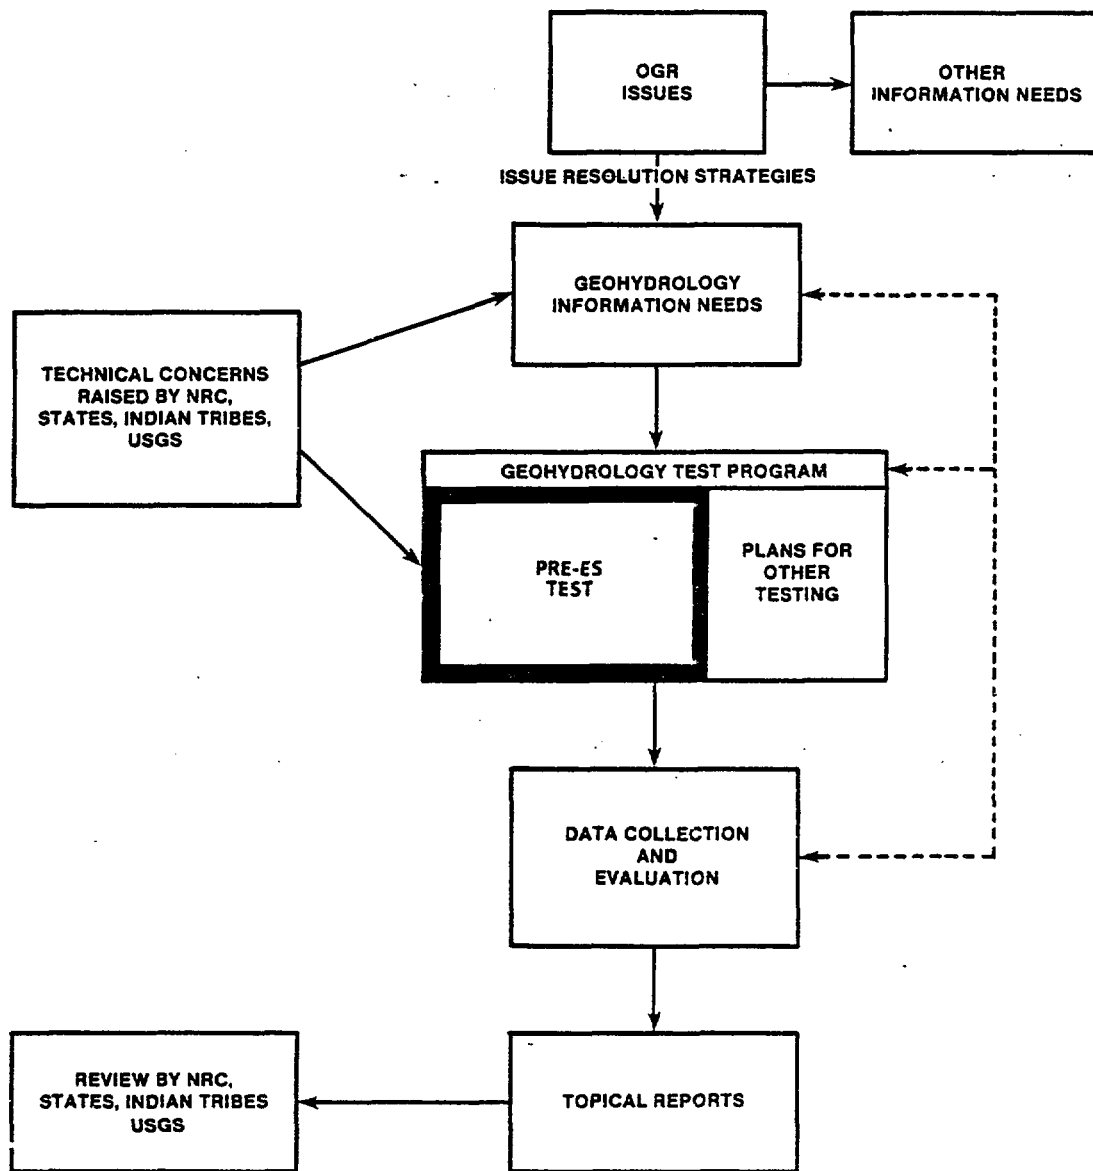 OGR
ISSUES
OTHER
INFORMATION NEEDS
ISSUE RESOLUTION STRATEGIES
GEOHYDROLOGY
INFORMATION NEEDS
TECHNICAL CONCERNS
RAISED BY NRC,
STATES, INDIAN TRIBES,
USGS
GEOHYDROLOGY TEST PROGRAM
PRE-ES
TEST
PLANS FOR
OTHER
TESTING
DATA COLLECTION
AND
EVALUATION
REVIEW BY NRC,
STATES, INDIAN TRIBES
USGS
TOPICAL REPORTS